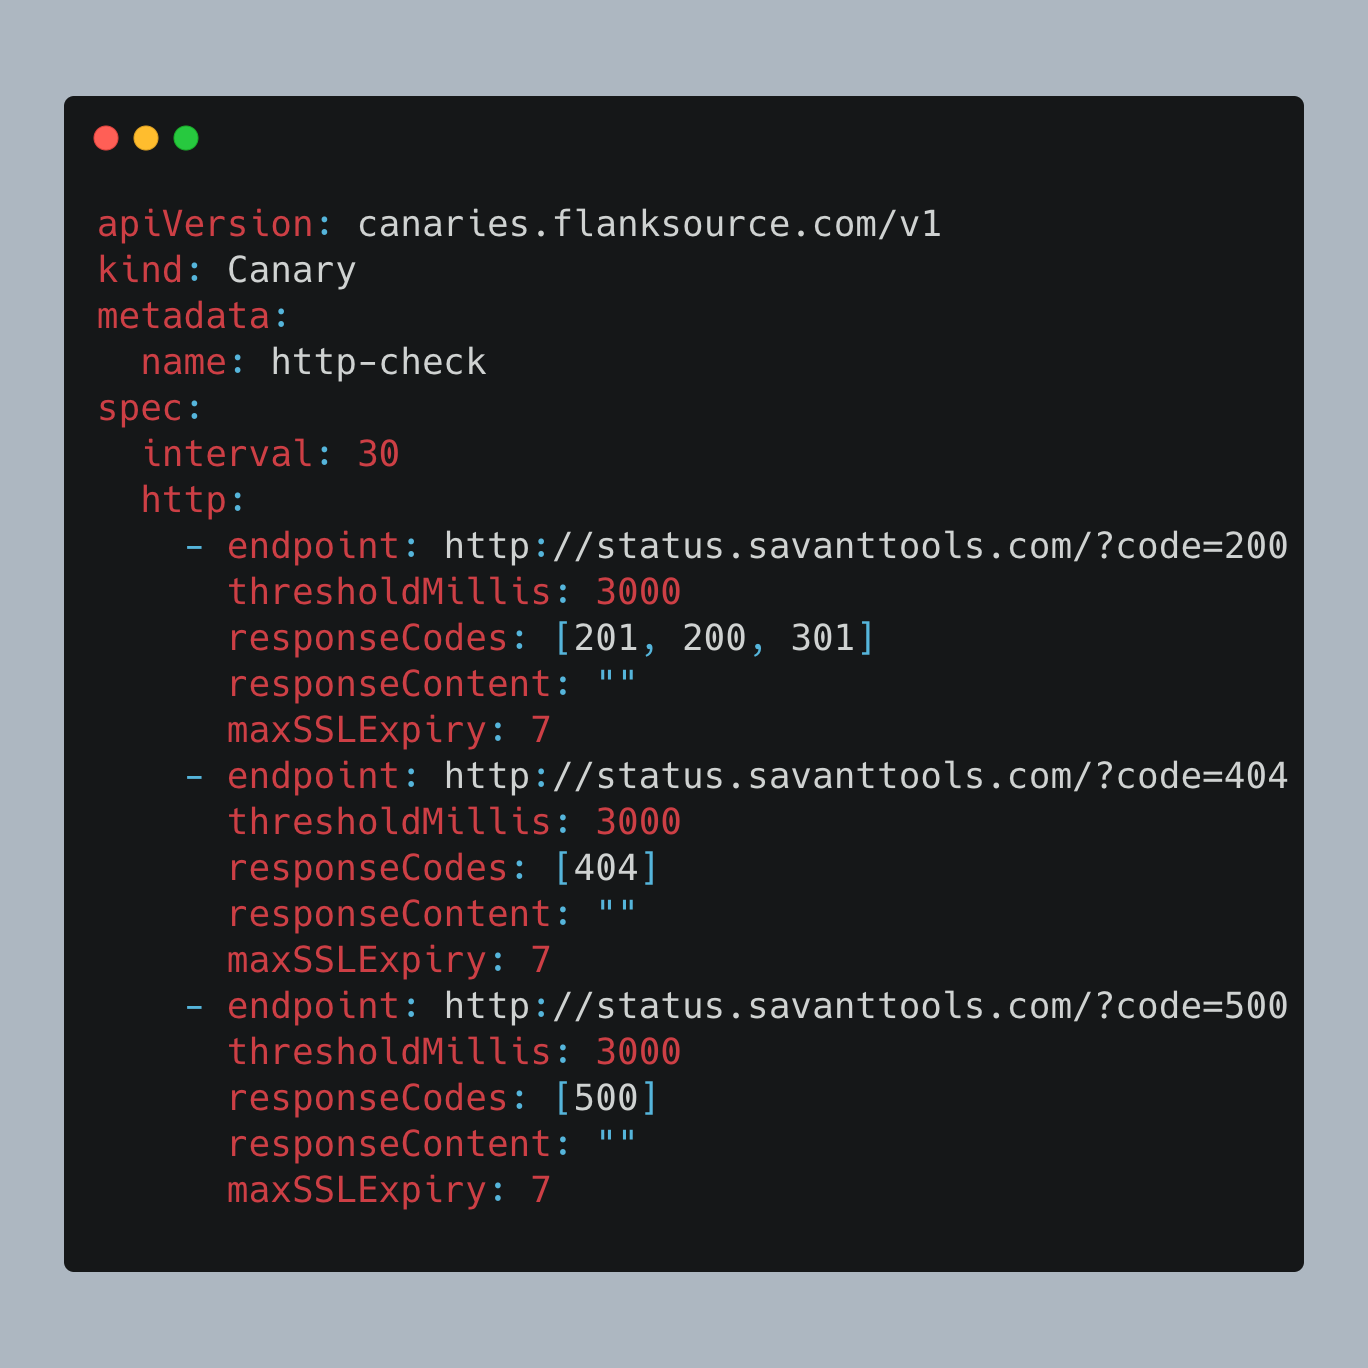 apiVersion: canaries.flanksource.com/v1
kind: Canary
metadata:
  name: http-check
spec:
  interval: 30
  http:
    - endpoint: http://status.savanttools.com/?code=200
      thresholdMillis: 3000
      responseCodes: [201, 200, 301]
      responseContent: ""
      maxSSLExpiry: 7
    - endpoint: http://status.savanttools.com/?code=404
      thresholdMillis: 3000
      responseCodes: [404]
      responseContent: ""
      maxSSLExpiry: 7
    - endpoint: http://status.savanttools.com/?code=500
      thresholdMillis: 3000
      responseCodes: [500]
      responseContent: ""
      maxSSLExpiry: 7